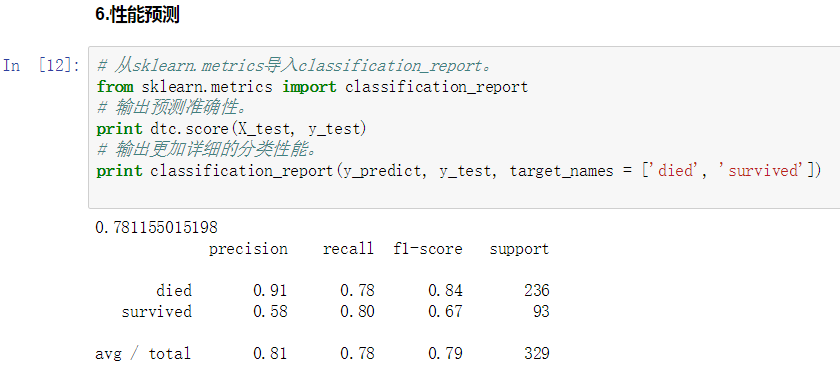 6.性能预测
In [12]:
# 从sklearn.metrics导入classification_report。
from sklearn.metrics import classification_report
# 输出预测准确性。
print dtc.score(X_test, y_test)
# 输出更加详细的分类性能。
print classification_report(y_predict, y_test, target_names = ['died', 'survived'])
0.781155015198
precision recall f1-score support
died 0.91 0.78 0.84 236
survived 0.58 0.80 0.67 93
avg / total 0.81 0.78 0.79 329